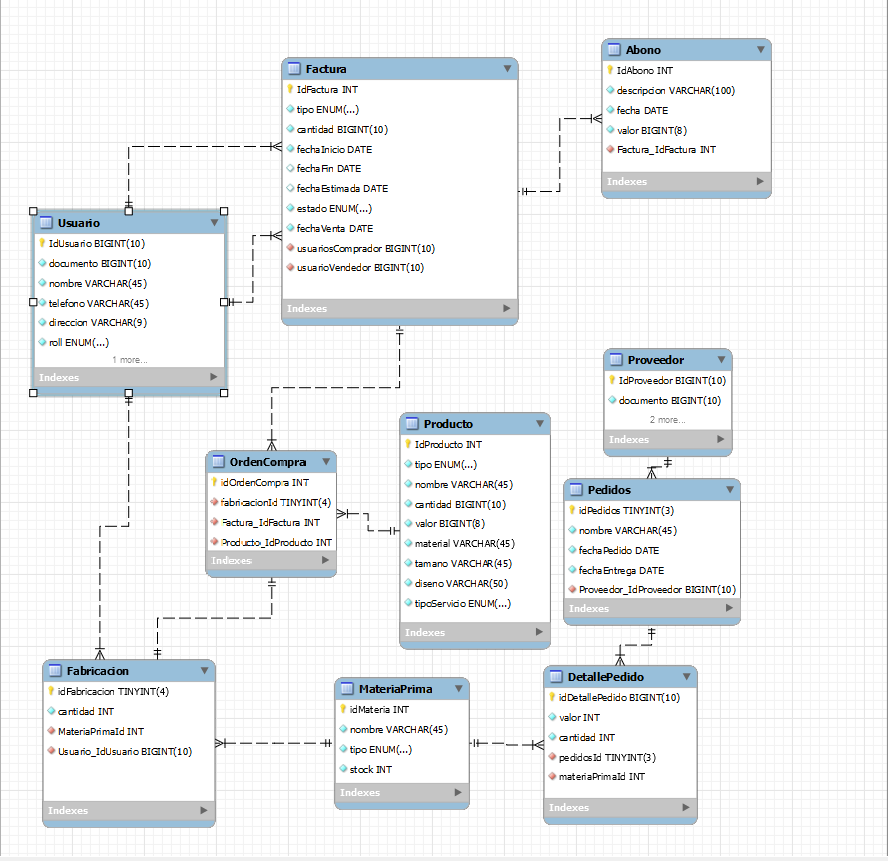 Factura
IdFactura INT
tipo ENUM(...)
cantidad BIGINT(10)
fechaInicio DATE
fechaFin DATE
fechaEstimada DATE
estado ENUM(...)
fechaVenta DATE
usuariosComprador BIGINT(10)
usuarioVendedor BIGINT(10)
Indexes
Abono
IdAbono INT
descripcion VARCHAR(100)
fecha DATE
valor BIGINT(8)
Factura_IdFactura INT
Indexes
Usuario
IdUsuario BIGINT(10)
documento BIGINT(10)
nombre VARCHAR(45)
telefono VARCHAR(45)
direccion VARCHAR(9)
roll ENUM(...)
1 more...
Indexes
Proveedor
IdProveedor BIGINT(10)
documento BIGINT(10)
2 more...
Indexes
OrdenCompra
idOrdenCompra INT
fabricacionId TINYINT(4)
Factura_IdFactura INT
Producto_IdProducto INT
Indexes
Producto
IdProducto INT
tipo ENUM(...)
nombre VARCHAR(45)
cantidad BIGINT(10)
valor BIGINT(8)
material VARCHAR(45)
tamano VARCHAR(45)
diseno VARCHAR(50)
tipoServicio ENUM(...)
Indexes
Pedidos
idPedidos TINYINT(3)
nombre VARCHAR(45)
fechaPedido DATE
fechaEntrega DATE
Proveedor_IdProveedor BIGINT(10)
Indexes
Fabricacion
idFabricacion TINYINT(4)
cantidad INT
MateriaPrimaId INT
Usuario_IdUsuario BIGINT(10)
Indexes
MateriaPrima
idMateria INT
nombre VARCHAR(45)
tipo ENUM(...)
stock INT
Indexes
DetallePedido
idDetallePedido BIGINT(10)
valor INT
cantidad INT
pedidosId TINYINT(3)
materiaPrimaId INT
Indexes